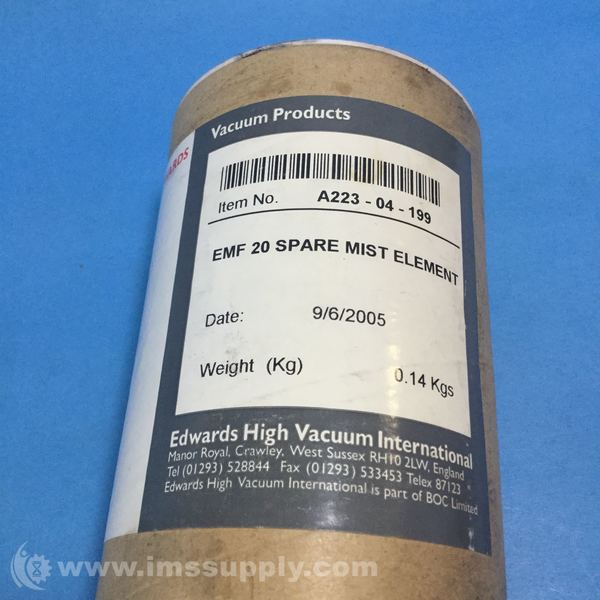 Vacuum Products
ARDS
Item No. A223 - 04 - 199
EMF 20 SPARE MIST ELEMENT
Date: 9/6/2005
Weight (Kg) 0.14 Kgs
Edwards High Vacuum International
Manor Royal, Crawley, West Sussex RH10 2LW, England
Tel (01293) 528844 Fax (01293) 533453 Telex 87123
Edwards High Vacuum International is part of BOC Limited
www.imssupply.com